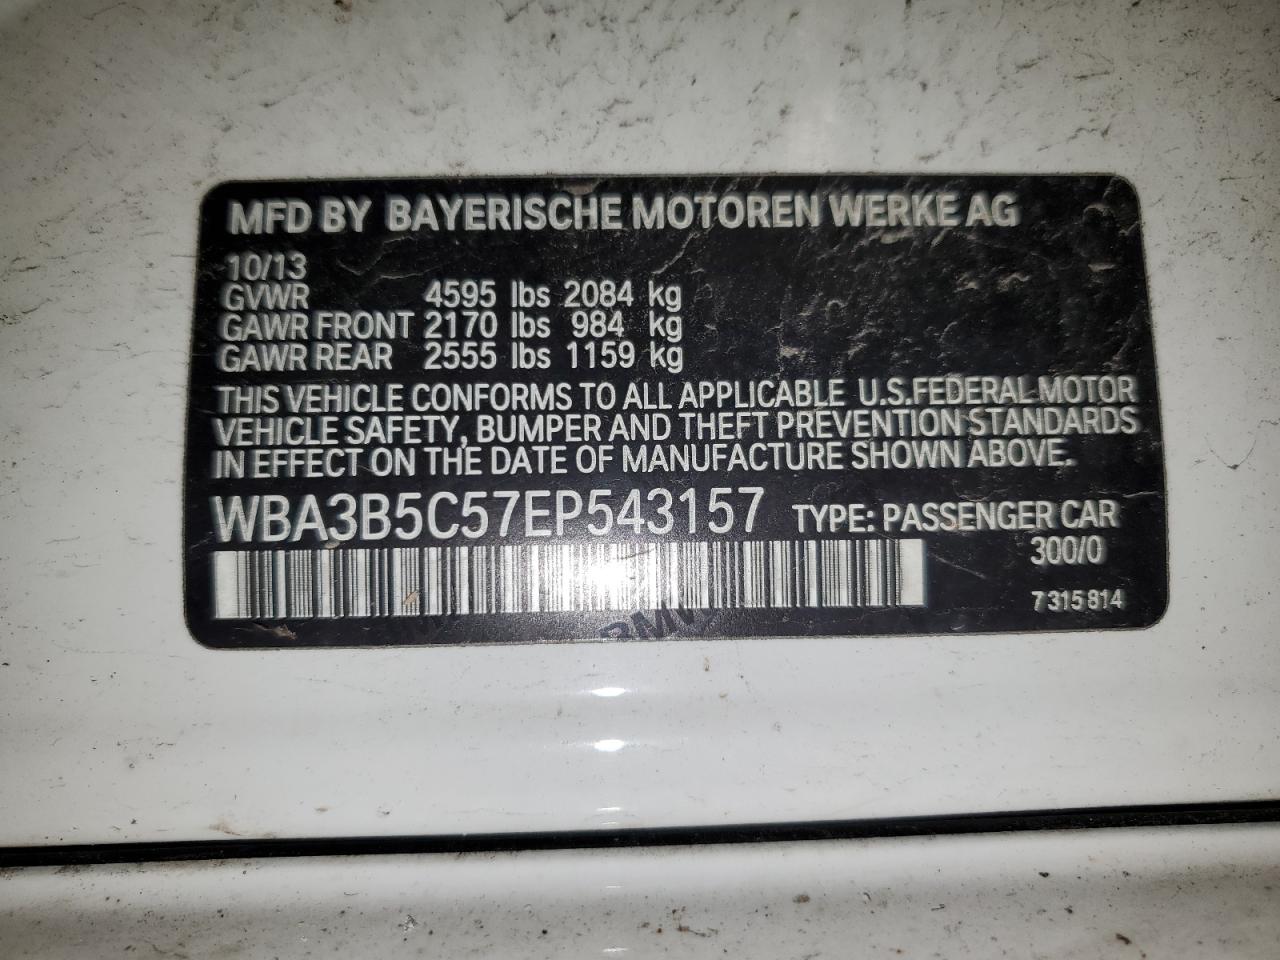 MFD BY BAYERISCHE MOTOREN WERKE AG
10/13
GVWR 4595 lbs 2084 kg
GAWR FRONT 2170 lbs 984 kg
GAWR REAR 2555 lbs 1159 kg
THIS VEHICLE CONFORMS TO ALL APPLICABLE U.S.FEDERAL MOTOR
VEHICLE SAFETY, BUMPER AND THEFT PREVENTION STANDARDS
IN EFFECT ON THE DATE OF MANUFACTURE SHOWN ABOVE.
WBA3B5C57EP543157 TYPE: PASSENGER CAR
300/0
7 315 814
BMW